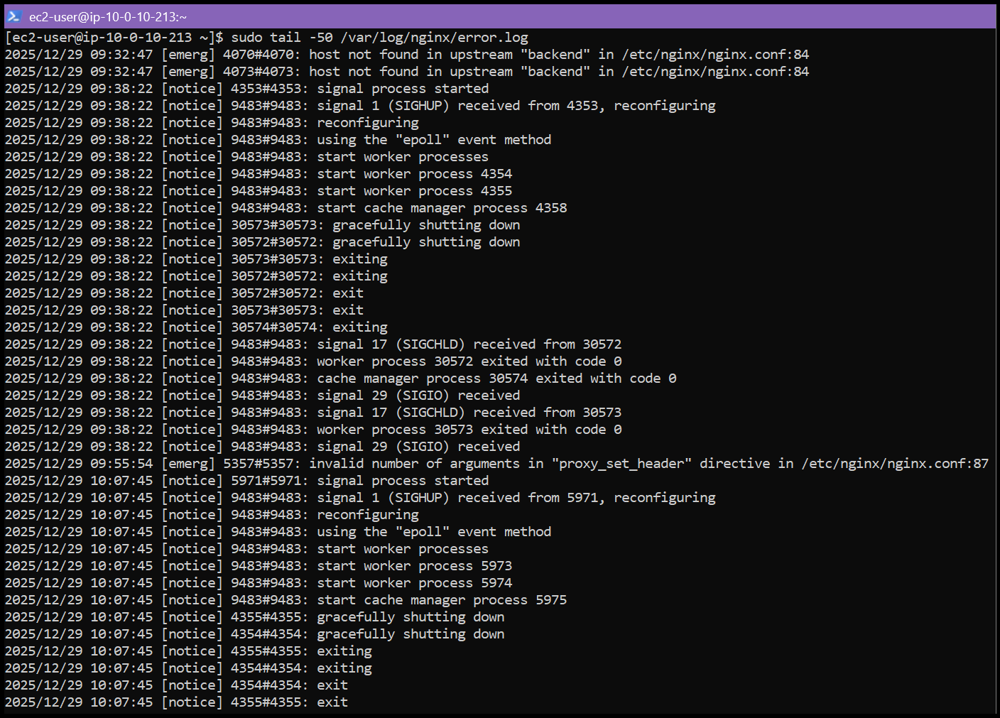 ec2-user@ip-10-0-10-213:~
[ec2-user@ip-10-0-10-213 ~]$ sudo tail -50 /var/log/nginx/error.log
2025/12/29 09:32:47 [emerg] 4070#4070: host not found in upstream "backend" in /etc/nginx/nginx.conf:84
2025/12/29 09:32:47 [emerg] 4073#4073: host not found in upstream "backend" in /etc/nginx/nginx.conf:84
2025/12/29 09:38:22 [notice] 4353#4353: signal process started
2025/12/29 09:38:22 [notice] 9483#9483: signal 1 (SIGHUP) received from 4353, reconfiguring
2025/12/29 09:38:22 [notice] 9483#9483: reconfiguring
2025/12/29 09:38:22 [notice] 9483#9483: using the "epoll" event method
2025/12/29 09:38:22 [notice] 9483#9483: start worker processes
2025/12/29 09:38:22 [notice] 9483#9483: start worker process 4354
2025/12/29 09:38:22 [notice] 9483#9483: start worker process 4355
2025/12/29 09:38:22 [notice] 9483#9483: start cache manager process 4358
2025/12/29 09:38:22 [notice] 30573#30573: gracefully shutting down
2025/12/29 09:38:22 [notice] 30572#30572: gracefully shutting down
2025/12/29 09:38:22 [notice] 30573#30573: exiting
2025/12/29 09:38:22 [notice] 30572#30572: exiting
2025/12/29 09:38:22 [notice] 30572#30572: exit
2025/12/29 09:38:22 [notice] 30573#30573: exit
2025/12/29 09:38:22 [notice] 30574#30574: exiting
2025/12/29 09:38:22 [notice] 9483#9483: signal 17 (SIGCHLD) received from 30572
2025/12/29 09:38:22 [notice] 9483#9483: worker process 30572 exited with code 0
2025/12/29 09:38:22 [notice] 9483#9483: cache manager process 30574 exited with code 0
2025/12/29 09:38:22 [notice] 9483#9483: signal 29 (SIGIO) received
2025/12/29 09:38:22 [notice] 9483#9483: signal 17 (SIGCHLD) received from 30573
2025/12/29 09:38:22 [notice] 9483#9483: worker process 30573 exited with code 0
2025/12/29 09:38:22 [notice] 9483#9483: signal 29 (SIGIO) received
2025/12/29 09:55:54 [emerg] 5357#5357: invalid number of arguments in "proxy_set_header" directive in /etc/nginx/nginx.conf:87
2025/12/29 10:07:45 [notice] 5971#5971: signal process started
2025/12/29 10:07:45 [notice] 9483#9483: signal 1 (SIGHUP) received from 5971, reconfiguring
2025/12/29 10:07:45 [notice] 9483#9483: reconfiguring
2025/12/29 10:07:45 [notice] 9483#9483: using the "epoll" event method
2025/12/29 10:07:45 [notice] 9483#9483: start worker processes
2025/12/29 10:07:45 [notice] 9483#9483: start worker process 5973
2025/12/29 10:07:45 [notice] 9483#9483: start worker process 5974
2025/12/29 10:07:45 [notice] 9483#9483: start cache manager process 5975
2025/12/29 10:07:45 [notice] 4355#4355: gracefully shutting down
2025/12/29 10:07:45 [notice] 4354#4354: gracefully shutting down
2025/12/29 10:07:45 [notice] 4355#4355: exiting
2025/12/29 10:07:45 [notice] 4354#4354: exiting
2025/12/29 10:07:45 [notice] 4354#4354: exit
2025/12/29 10:07:45 [notice] 4355#4355: exit